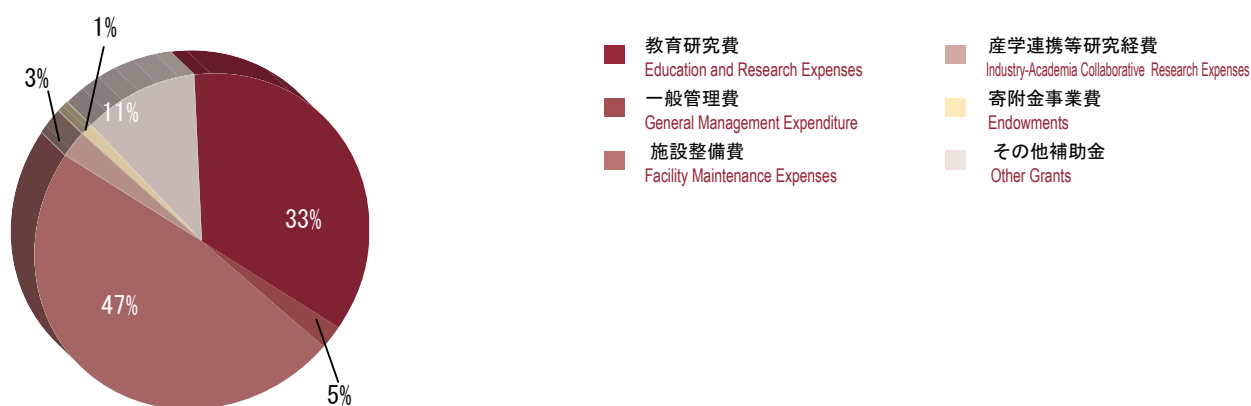 1%
3%
11%
33%
47%
5%
教育研究費
Education and Research Expenses
一般管理費
General Management Expenditure
施設整備費
Facility Maintenance Expenses
産学連携等研究経費
Industry-Academia Collaborative Research Expenses
寄附金事業費
Endowments
その他補助金
Other Grants